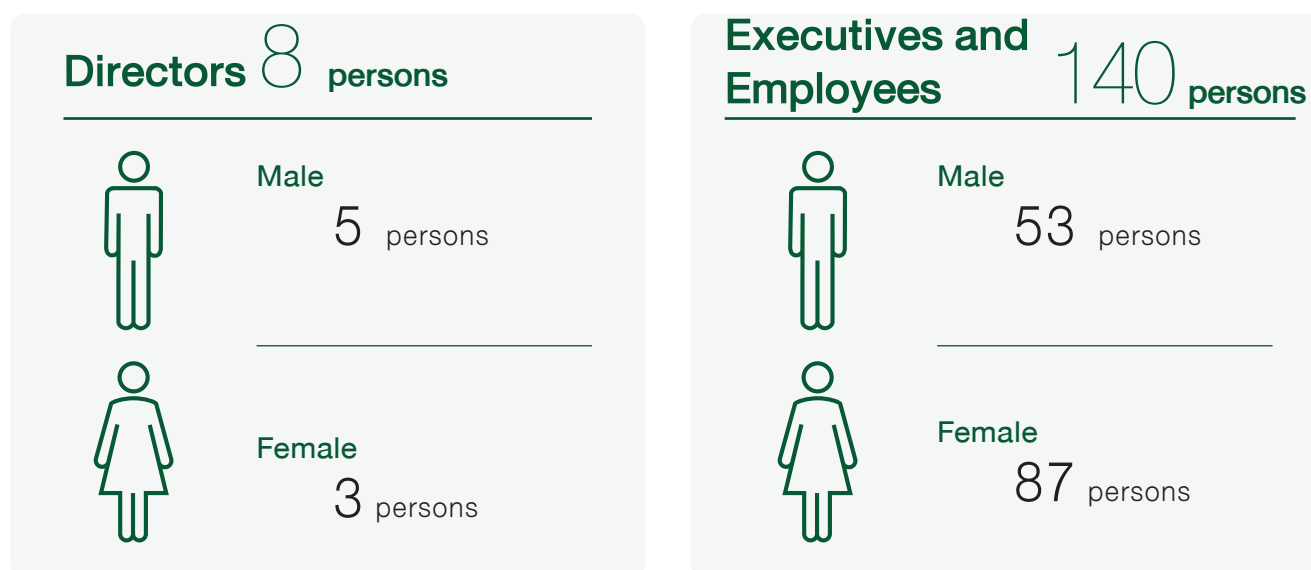 Directors 8 persons
Male
5 persons
Female
3 persons
Executives and
Employees 140 persons
Male
53 persons
Female
87 persons